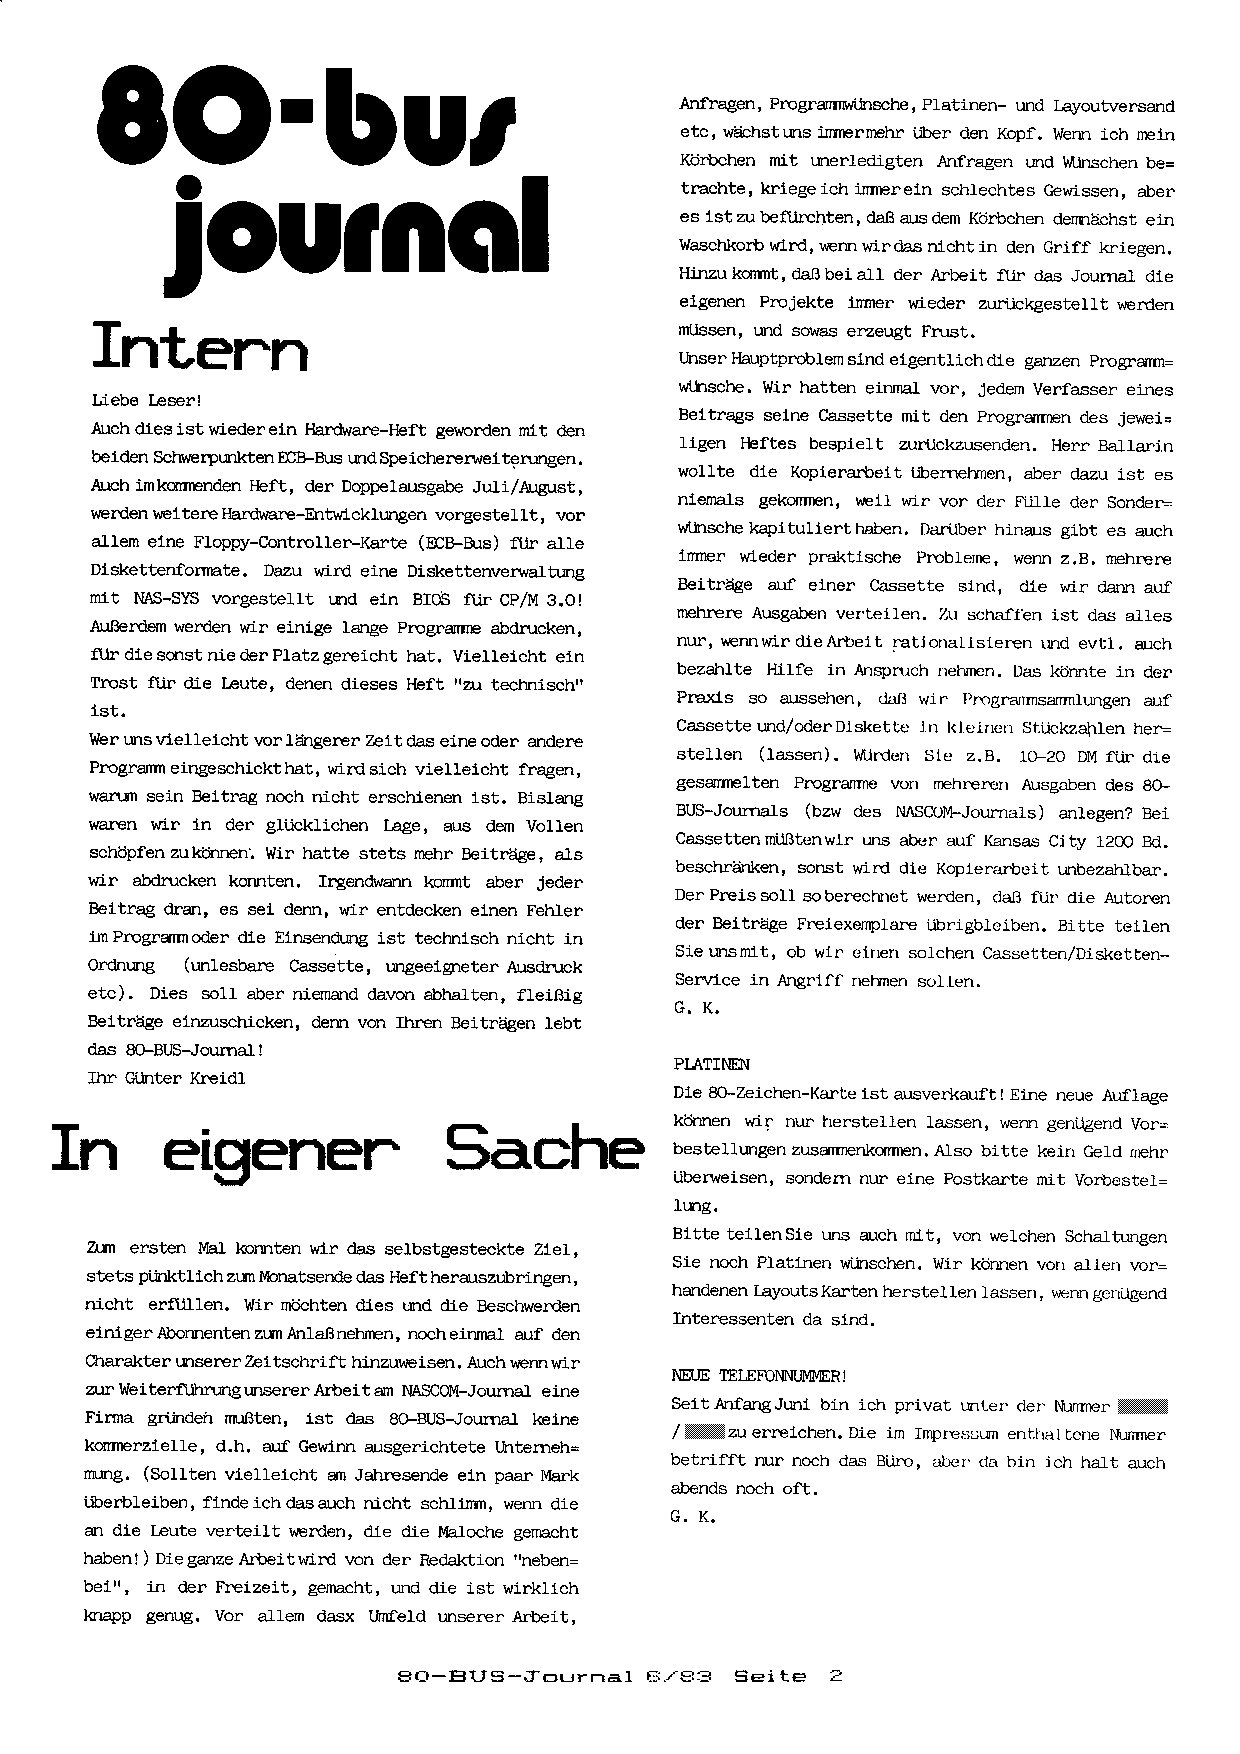 80-bus
journal
Intern
Liebe Leser!
Auch dies ist wieder ein Hardware-Heft geworden mit den
beiden Schwerpunkten ECB-Bus und Speichererweiterungen.
Auch im kommenden Heft, der Doppelausgabe Juli/August,
werden weitere Hardware-Entwicklungen vorgestellt, vor
allem eine Floppy-Controller-Karte (ECB-Bus) für alle
Diskettenformate. Dazu wird eine Diskettenverwaltung
mit NAS-SYS vorgestellt und ein BIOS für CP/M 3.0!
Außerdem werden wir einige lange Programme abdrucken,
für die sonst nie der Platz gereicht hat. Vielleicht ein
Trost für die Leute, denen dieses Heft "zu technisch"
ist.
Wer uns vielleicht vor längerer Zeit das eine oder andere
Programm eingeschickt hat, wird sich vielleicht fragen,
warum sein Beitrag noch nicht erschienen ist. Bislang
waren wir in der glücklichen Lage, aus dem Vollen
schöpfen zu können. Wir hatte stets mehr Beiträge, als
wir abdrucken konnten. Irgendwann kommt aber jeder
Beitrag dran, es sei denn, wir entdecken einen Fehler
im Programm oder die Einsendung ist technisch nicht in
Ordnung (unlesbare Cassette, ungeeigneter Ausdruck
etc). Dies soll aber niemand davon abhalten, fleißig
Beiträge einzuschicken, denn von Ihren Beiträgen lebt
das 80-BUS-Journal!
Ihr Günter Kreidl
In eigener Sache
Zum ersten Mal konnten wir das selbstgesteckte Ziel,
stets pünktlich zum Monatsende das Heft herauszubringen,
nicht erfüllen. Wir möchten dies und die Beschwerden
einiger Abonnenten zum Anlaß nehmen, noch einmal auf den
Charakter unserer Zeitschrift hinzuweisen. Auch wenn wir
zur Weiterführung unserer Arbeit am NASCOM-Journal eine
Firma gründen mußten, ist das 80-BUS-Journal keine
kommerzielle, d.h. auf Gewinn ausgerichtete Unterneh=
mung. (Sollten vielleicht am Jahresende ein paar Mark
überbleiben, finde ich das auch nicht schlimm, wenn die
an die Leute verteilt werden, die die Maloche gemacht
haben!) Die ganze Arbeit wird von der Redaktion "neben=
bei", in der Freizeit, gemacht, und die ist wirklich
knapp genug. Vor allem dasx Umfeld unserer Arbeit,
Anfragen, Programmwünsche, Platinen- und Layoutversand
etc, wächst uns immer mehr über den Kopf. Wenn ich mein
Körbchen mit unerledigten Anfragen und Wünschen be=
trachte, kriege ich immer ein schlechtes Gewissen, aber
es ist zu befürchten, daß aus dem Körbchen demnächst ein
Waschkorb wird, wenn wir das nicht in den Griff kriegen.
Hinzu kommt, daß bei all der Arbeit für das Journal die
eigenen Projekte immer wieder zurückgestellt werden
müssen, und sowas erzeugt Frust.
Unser Hauptproblem sind eigentlich die ganzen Programm=
wünsche. Wir hatten einmal vor, jedem Verfasser eines
Beitrags seine Cassette mit den Programmen des jewei=
ligen Heftes bespielt zurückzusenden. Herr Ballarin
wollte die Kopierarbeit übernehmen, aber dazu ist es
niemals gekommen, weil wir vor der Fülle der Sonder=
wünsche kapituliert haben. Darüber hinaus gibt es auch
immer wieder praktische Probleme, wenn z.B. mehrere
Beiträge auf einer Cassette sind, die wir dann auf
mehrere Ausgaben verteilen. Zu schaffen ist das alles
nur, wenn wir die Arbeit rationalisieren und evtl. auch
bezahlte Hilfe in Anspruch nehmen. Das könnte in der
Praxis so aussehen, daß wir Programmsammlungen auf
Cassette und/oder Diskette in kleinen Stückzahlen her=
stellen (lassen). Würden Sie z.B. 10-20 DM für die
gesammelten Programme von mehreren Ausgaben des 80-
BUS-Journals (bzw des NASCOM-Journals) anlegen? Bei
Cassetten müßten wir uns aber auf Kansas City 1200 Bd.
beschränken, sonst wird die Kopierarbeit unbezahlbar.
Der Preis soll so berechnet werden, daß für die Autoren
der Beiträge Freiexemplare übrigbleiben. Bitte teilen
Sie uns mit, ob wir einen solchen Cassetten/Disketten-
Service in Angriff nehmen sollen.
G. K.
PLATINEN
Die 80-Zeichen-Karte ist ausverkauft! Eine neue Auflage
können wir nur herstellen lassen, wenn genügend Vor=
bestellungen zusammenkommen. Also bitte kein Geld mehr
überweisen, sondern nur eine Postkarte mit Vorbestel=
lung.
Bitte teilen Sie uns auch mit, von welchen Schaltungen
Sie noch Platinen wünschen. Wir können von allen vor=
handenen Layouts Karten herstellen lassen, wenn genügend
Interessenten da sind.
NEUE TELEFONNUMMER!
Seit Anfang Juni bin ich privat unter der Nummer
/ zu erreichen. Die im Impressum enthaltene Nummer
betrifft nur noch das Büro, aber da bin ich halt auch
abends noch oft.
G. K.
80-BUS-Journal 6/83 Seite 2